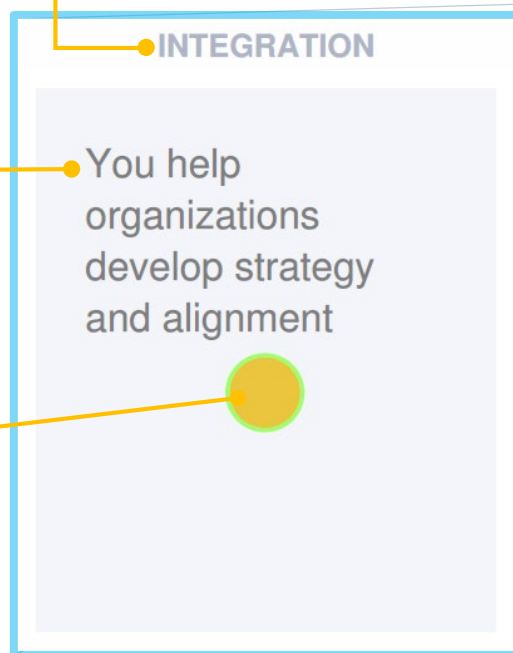 INTEGRATION
You help
organizations
develop strategy
and alignment